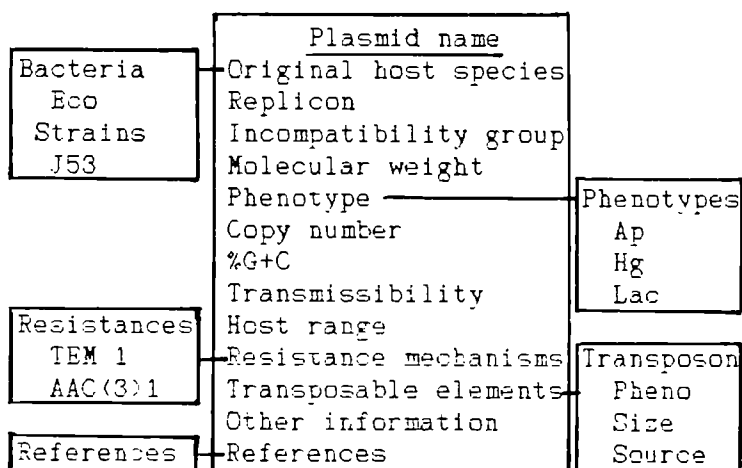 Plasmid name
Bacteria
Eco
Strains
J53
Original host species
Replicon
Incompatibility group
Molecular weight
Phenotype
Copy number
%G+C
Transmissibility
Host range
Resistance mechanisms
Transposable elements
Other information
References
Phenotypes
Ap
Hg
Lac
Resistances
TEM 1
AAC(3)1
Transposon
Pheno
Size
Source
References